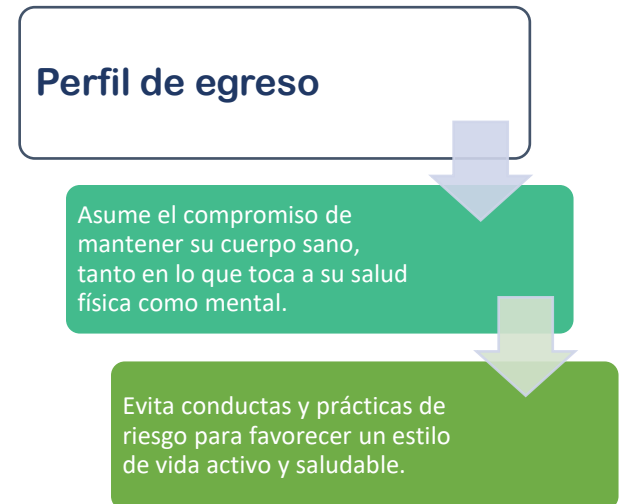 Perfil de egreso
Asume el compromiso de
mantener su cuerpo sano,
tanto en lo que toca a su salud
física como mental.
Evita conductas y prácticas de
riesgo para favorecer un estilo
de vida activo y saludable.